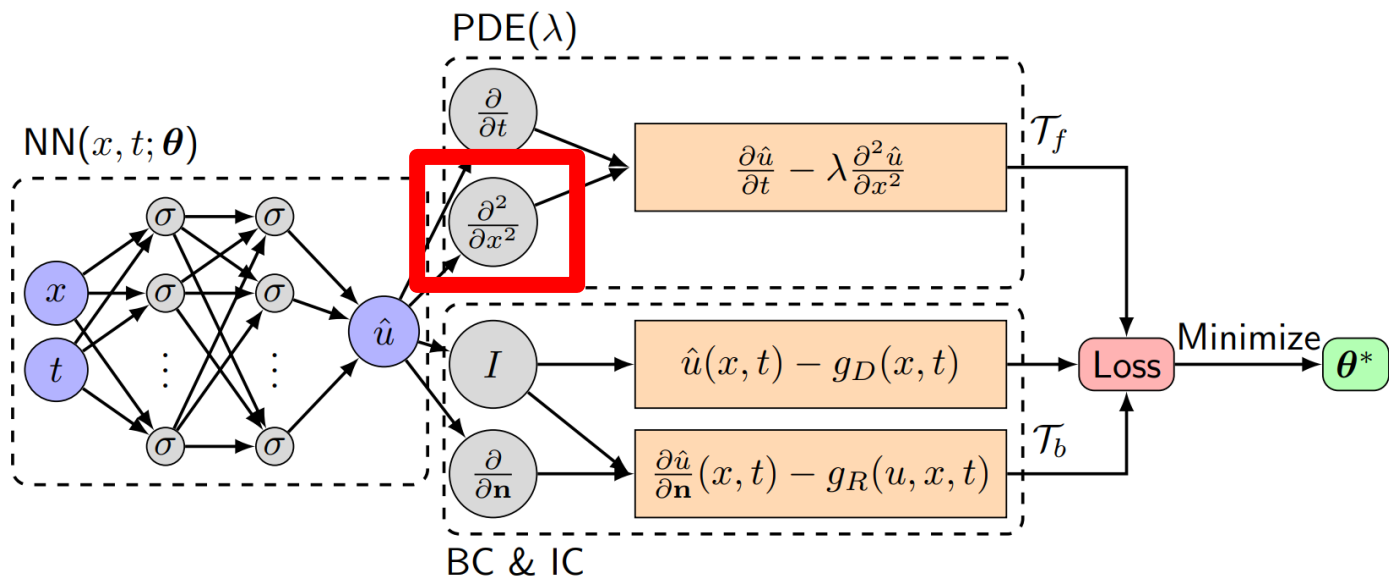 PDE(λ)
NN(x, t; θ)
∂/∂t
∂²/∂x²
∂û/∂t − λ ∂²û/∂x²
𝒯_f
x
t
σ σ
σ σ
⋮ ⋮
σ σ
û
I
û(x, t) − g_D(x, t)
∂/∂n
∂û/∂n (x, t) − g_R(u, x, t)
𝒯_b
Loss
Minimize
θ*
BC & IC